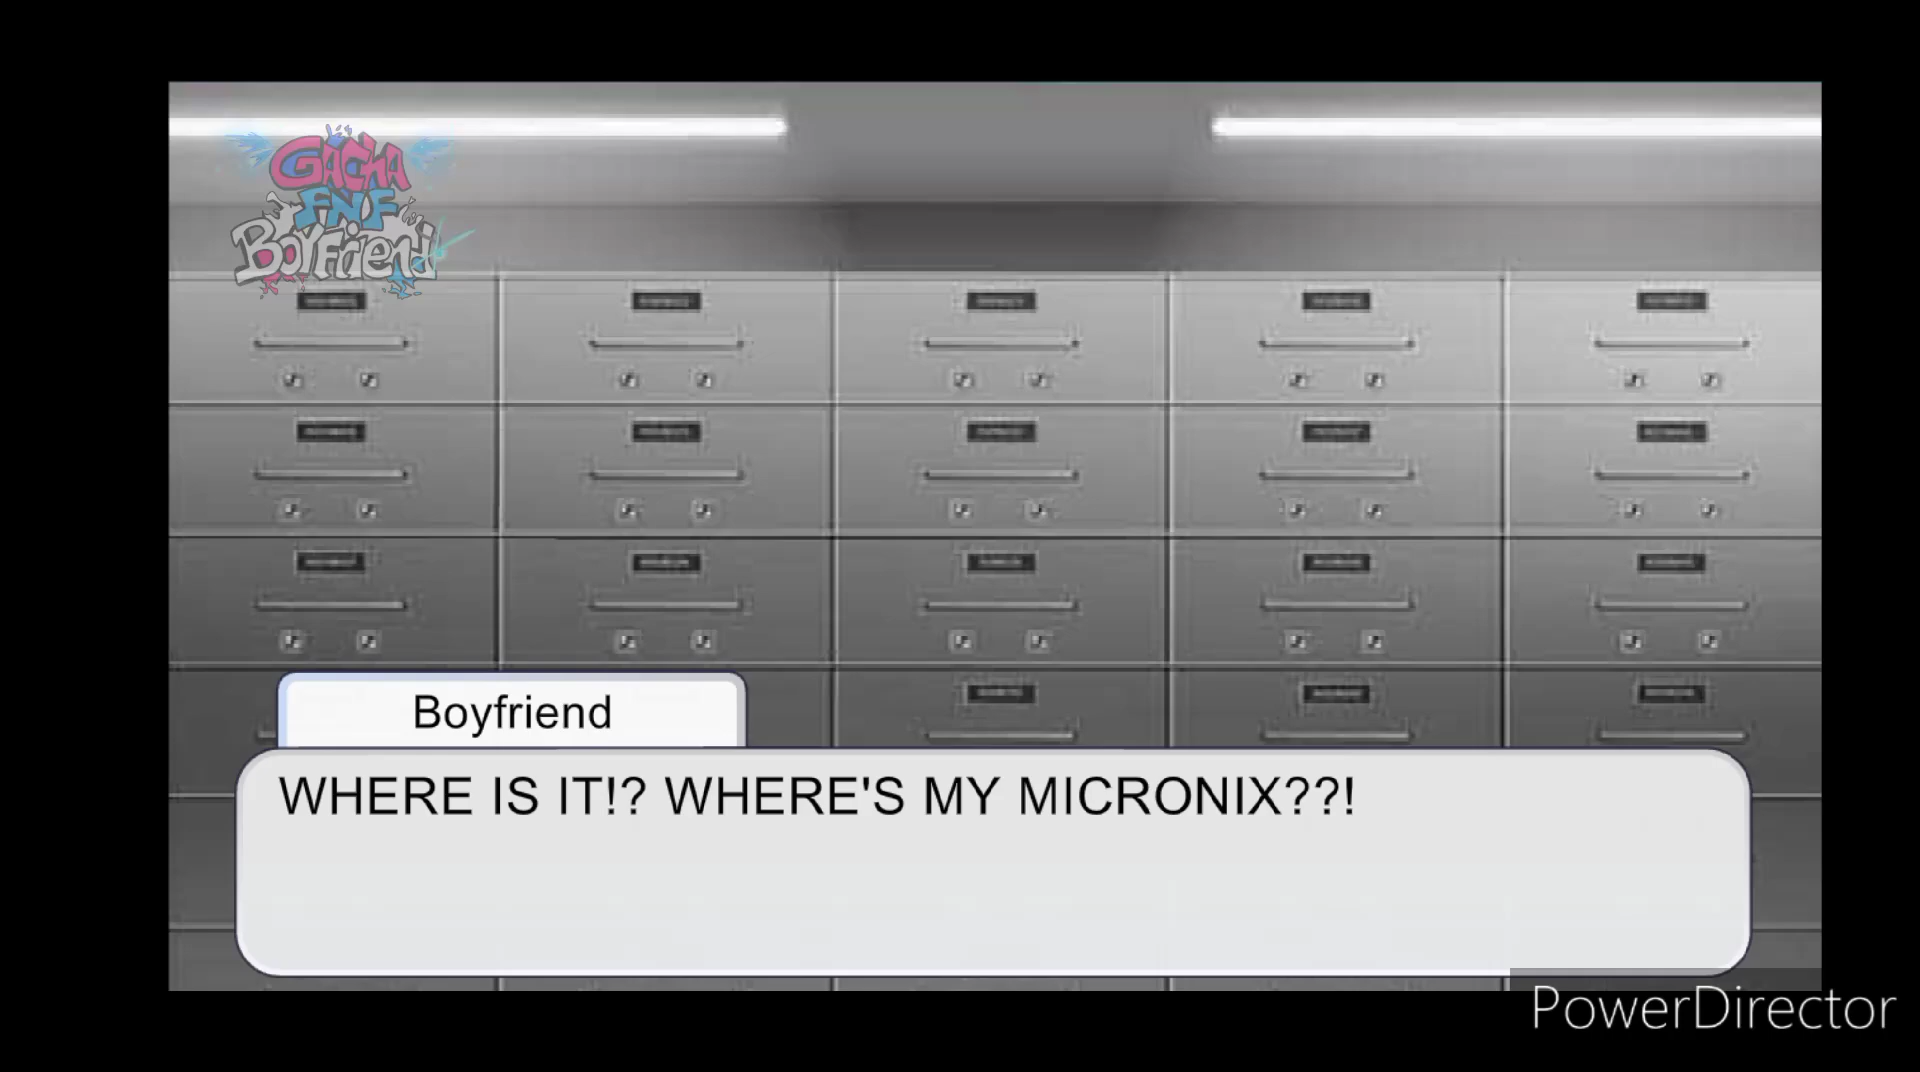 GACHA
FNF
BOYFRiEnd
Boyfriend
WHERE IS IT!? WHERE'S MY MICRONIX??!
PowerDirector